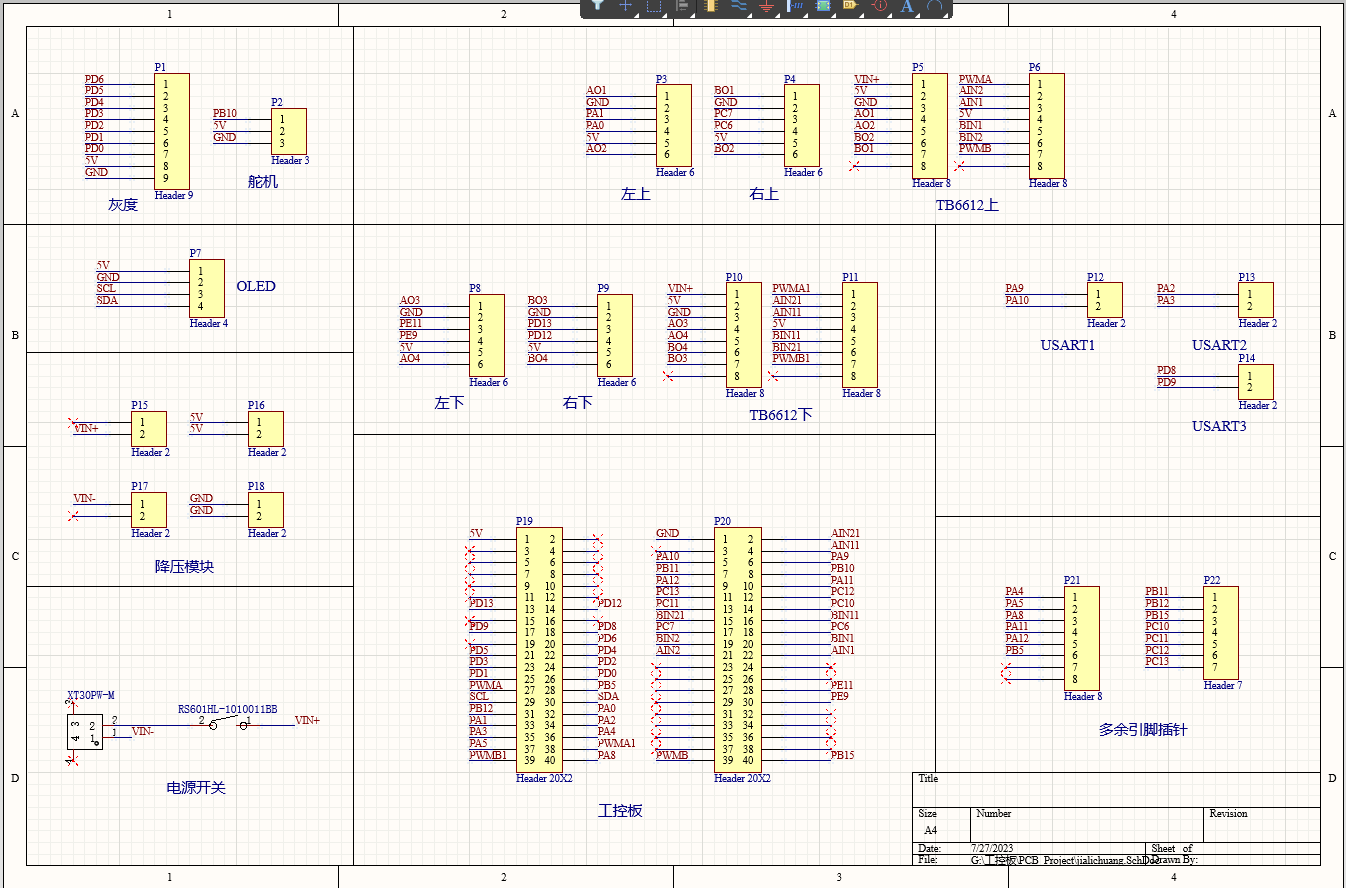 1
2
4
A
A
P1
PD6
PD5
PD4
PD3
PD2
PD1
PD0
5V
GND
1
2
3
4
5
6
7
8
9
Header 9
灰度
P2
PB10
5V
GND
1
2
3
Header 3
舵机
P3
AO1
GND
PA1
PA0
5V
AO2
1
2
3
4
5
6
Header 6
左上
P4
BO1
GND
PC7
PC6
5V
BO2
1
2
3
4
5
6
Header 6
右上
P5
VIN+
5V
GND
AO1
AO2
BO2
BO1
1
2
3
4
5
6
7
8
Header 8
P6
PWMA
AIN2
AIN1
5V
BIN1
BIN2
PWMB
1
2
3
4
5
6
7
8
Header 8
TB6612上
B
B
P7
5V
GND
SCL
SDA
1
2
3
4
Header 4
OLED
P8
AO3
GND
PE11
PE9
5V
AO4
1
2
3
4
5
6
Header 6
左下
P9
BO3
GND
PD13
PD12
5V
BO4
1
2
3
4
5
6
Header 6
右下
P10
VIN+
5V
GND
AO3
AO4
BO4
BO3
1
2
3
4
5
6
7
8
Header 8
P11
PWMA1
AIN21
AIN11
5V
BIN11
BIN21
PWMB1
1
2
3
4
5
6
7
8
Header 8
TB6612下
P12
PA9
PA10
1
2
Header 2
USART1
P13
PA2
PA3
1
2
Header 2
USART2
P14
PD8
PD9
1
2
Header 2
USART3
P15
VIN+
1
2
Header 2
P16
5V
5V
1
2
Header 2
P17
VIN-
1
2
Header 2
P18
GND
GND
1
2
Header 2
降压模块
C
C
P19
5V
1 2
3 4
5 6
7 8
9 10
11 12
PD13 13 14 PD12
15 16
PD9 17 18 PD8
19 20 PD6
PD5 21 22 PD4
PD3 23 24 PD2
PD1 25 26 PD0
PWMA 27 28 PB5
SCL 29 30 SDA
PB12 31 32 PA0
PA1 33 34 PA2
PA3 35 36 PA4
PA5 37 38 PWMA1
PWMB1 39 40 PA8
Header 20X2
P20
GND 1 2 AIN21
3 4 AIN11
PA10 5 6 PA9
PB11 7 8 PB10
PA12 9 10 PA11
PC13 11 12 PC12
PC11 13 14 PC10
BIN21 15 16 BIN11
PC7 17 18 PC6
BIN2 19 20 BIN1
AIN2 21 22 AIN1
23 24
25 26
27 28 PE11
29 30 PE9
31 32
33 34
35 36
37 38
PWMB 39 40 PB15
Header 20X2
工控板
P21
PA4
PA5
PA8
PA11
PA12
PB5
1
2
3
4
5
6
7
8
Header 8
P22
PB11
PB12
PB15
PC10
PC11
PC12
PC13
1
2
3
4
5
6
7
Header 7
多余引脚插针
D
D
XT30PW-M
3 2
4 1
2
1
VIN-
RS601HL-1010011BB
2 1
VIN+
电源开关
Title
Size
A4
Number
Revision
Date: 7/27/2023 Sheet of
File: G:\工控板\PCB_Project\jialichuang.SchDoc Drawn By:
1
2
3
4